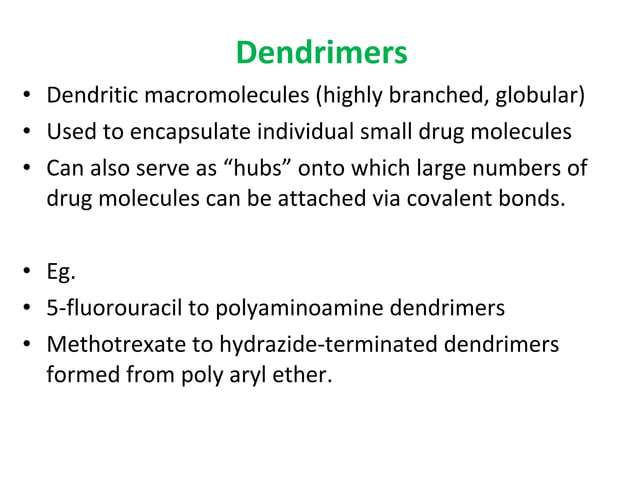 Dendrimers
• Dendritic macromolecules (highly branched, globular)
• Used to encapsulate individual small drug molecules
• Can also serve as “hubs” onto which large numbers of
drug molecules can be attached via covalent bonds.
• Eg.
• 5-fluorouracil to polyaminoamine dendrimers
• Methotrexate to hydrazide-terminated dendrimers
formed from poly aryl ether.